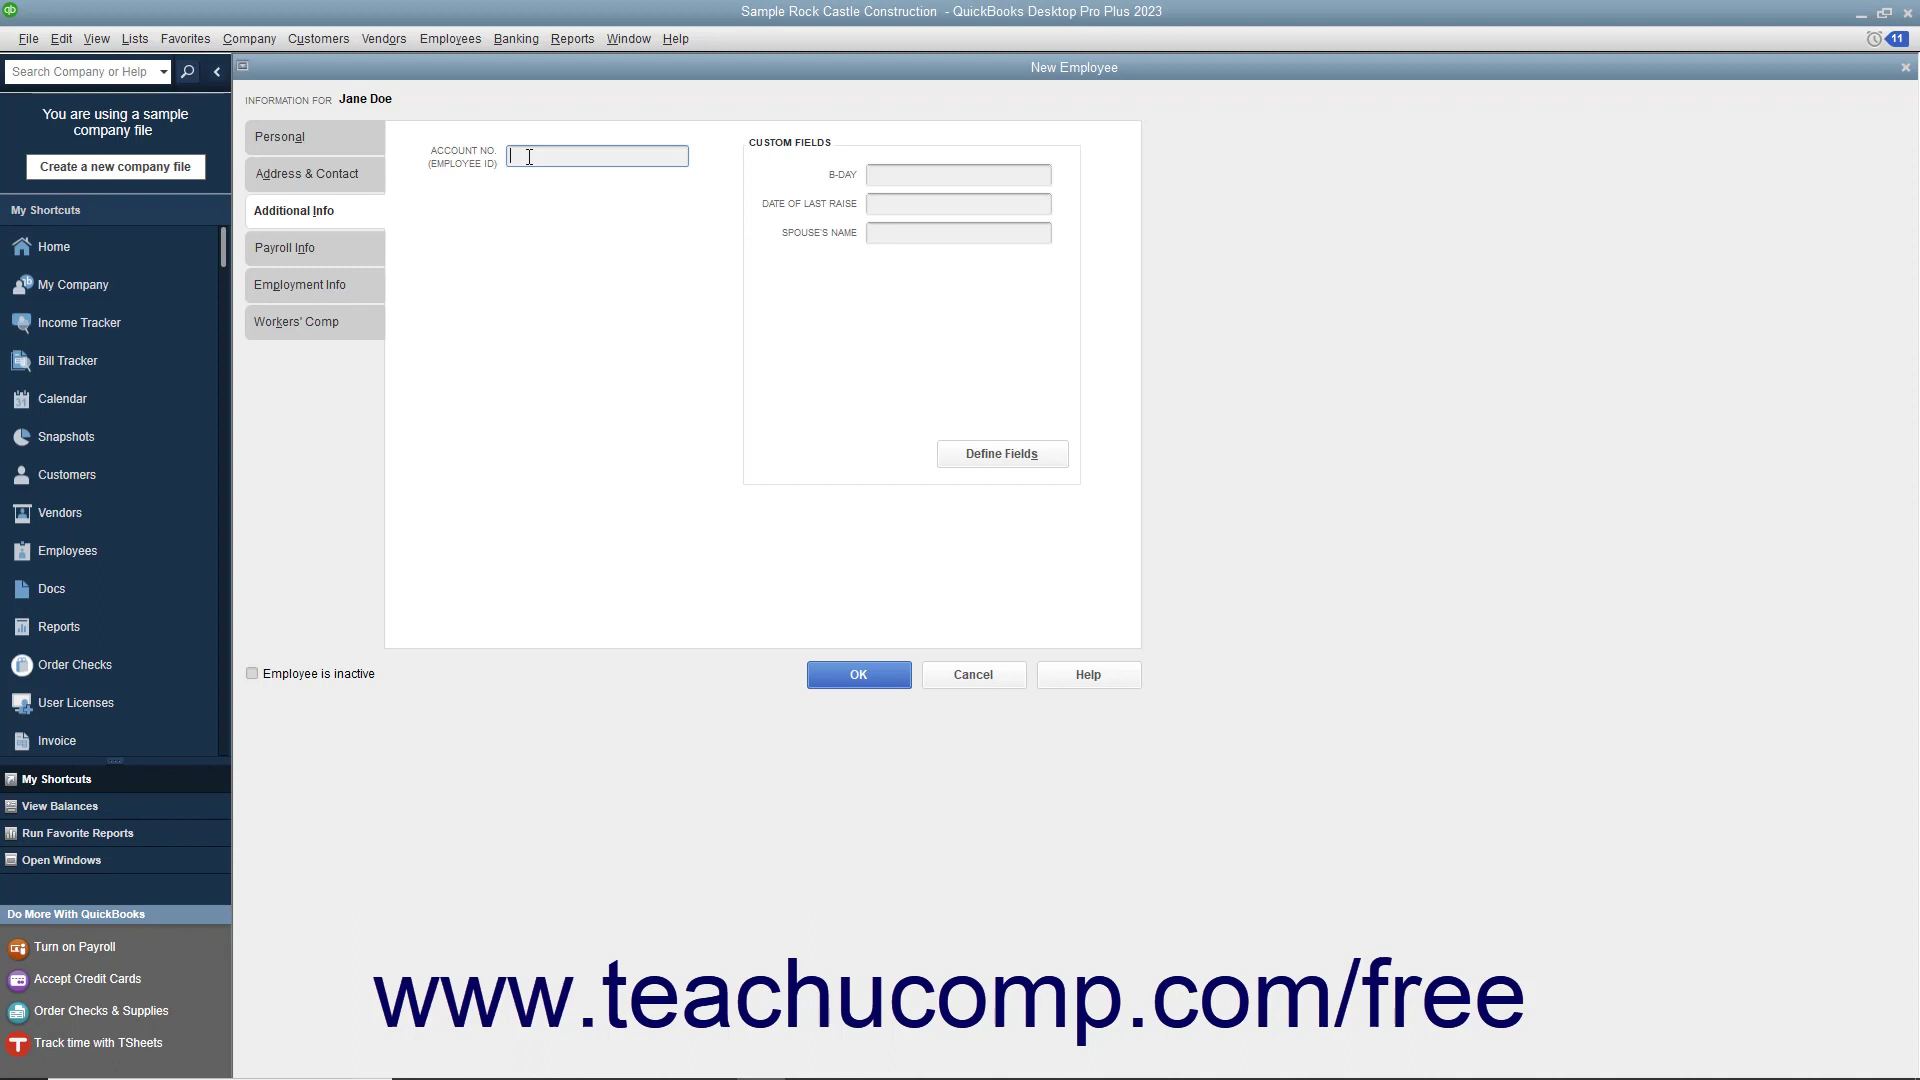 qb
Sample Rock Castle Construction - QuickBooks Desktop Pro Plus 2023
File Edit View Lists Favorites Company Customers Vendors Employees Banking Reports Window Help
11
Search Company or Help
New Employee
You are using a sample
company file
Create a new company file
My Shortcuts
Home
My Company
Income Tracker
Bill Tracker
31
Calendar
Snapshots
Customers
Vendors
Employees
Docs
Reports
Order Checks
User Licenses
Invoice
My Shortcuts
View Balances
Run Favorite Reports
Open Windows
Do More With QuickBooks
Turn on Payroll
Accept Credit Cards
Order Checks & Supplies
T Track time with TSheets
INFORMATION FOR Jane Doe
Personal
Address & Contact
Additional Info
Payroll Info
Employment Info
Workers' Comp
ACCOUNT NO.
(EMPLOYEE ID)
CUSTOM FIELDS
B-DAY
DATE OF LAST RAISE
SPOUSE'S NAME
Define Fields
Employee is inactive
OK
Cancel
Help
www.teachucomp.com/free